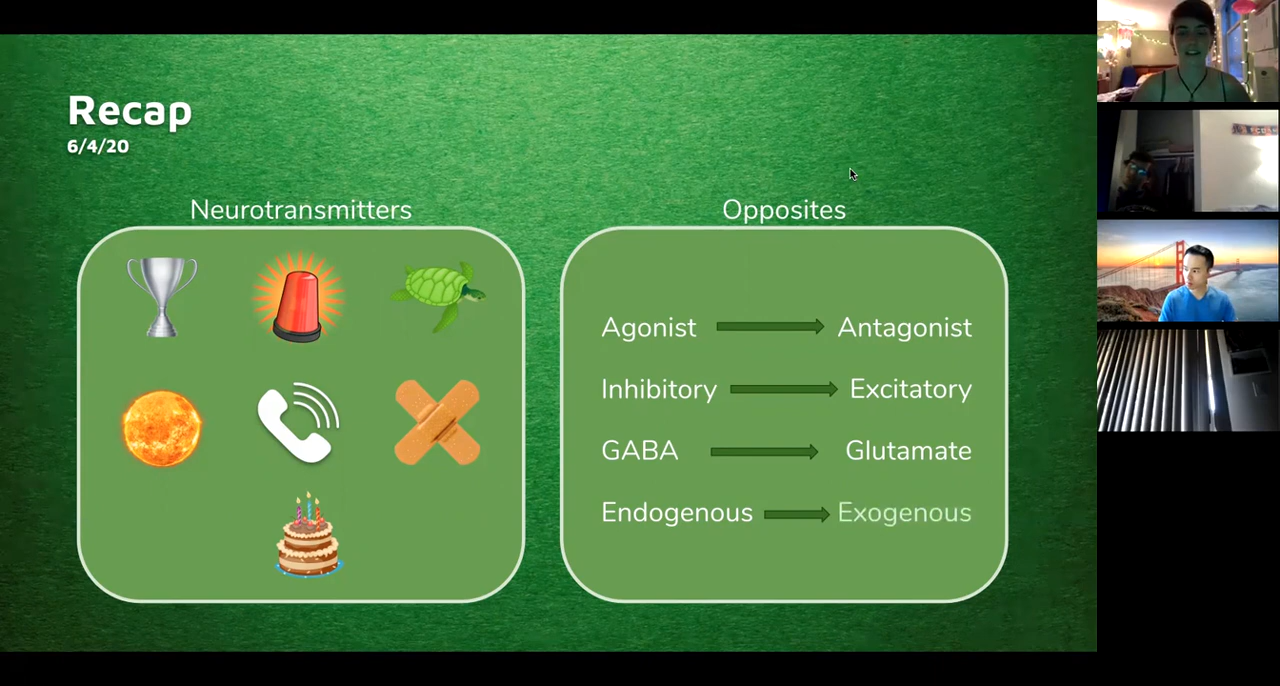 Recap
6/4/20
Neurotransmitters
Opposites
Agonist Antagonist
Inhibitory Excitatory
GABA Glutamate
Endogenous Exogenous